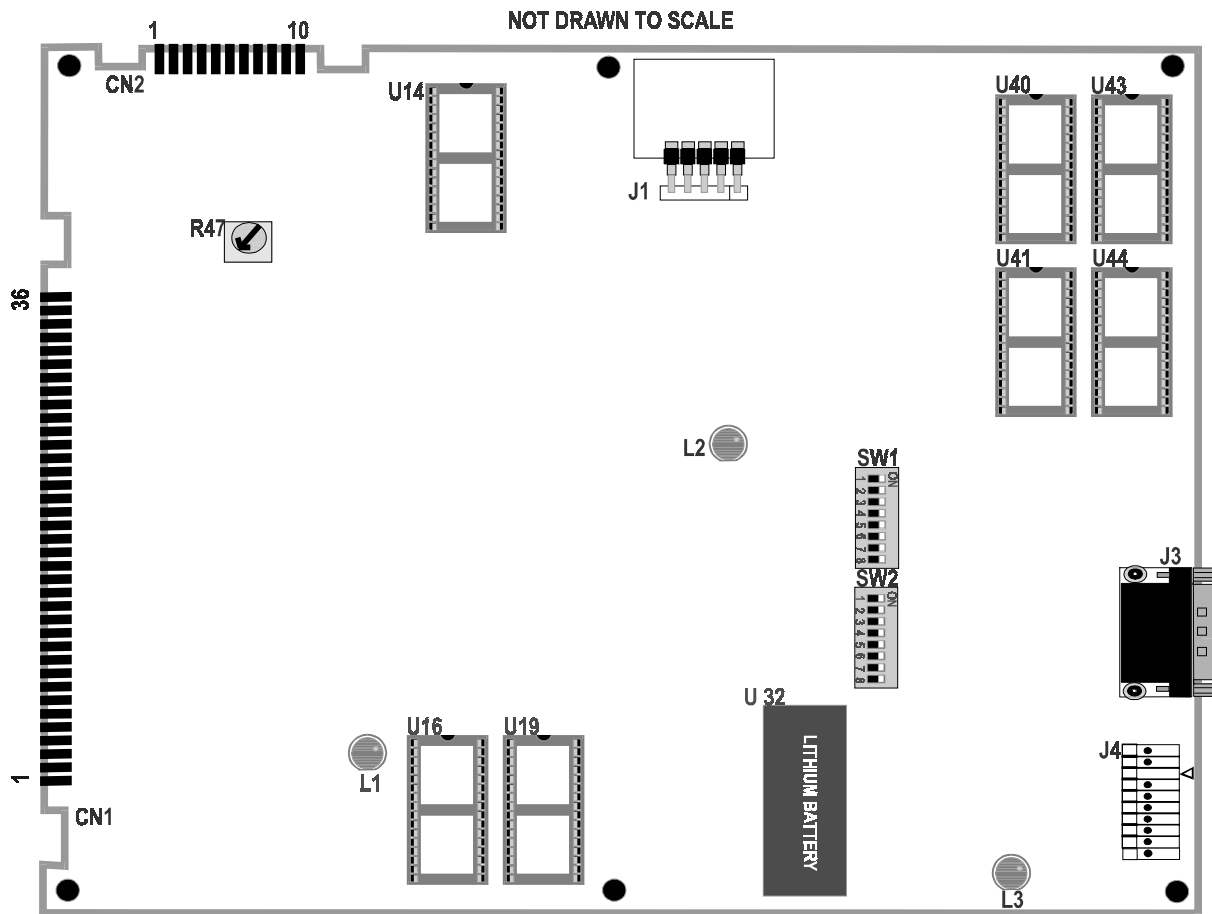 NOT DRAWN TO SCALE
1 10
CN2
U14
J1
U40 U43
R47
U41 U44
36
L2
SW1
ON
1
2
3
4
5
6
7
8
SW2
ON
1
2
3
4
5
6
7
8
J3
U 32
LITHIUM BATTERY
U16 U19
L1
J4
1
CN1
L3